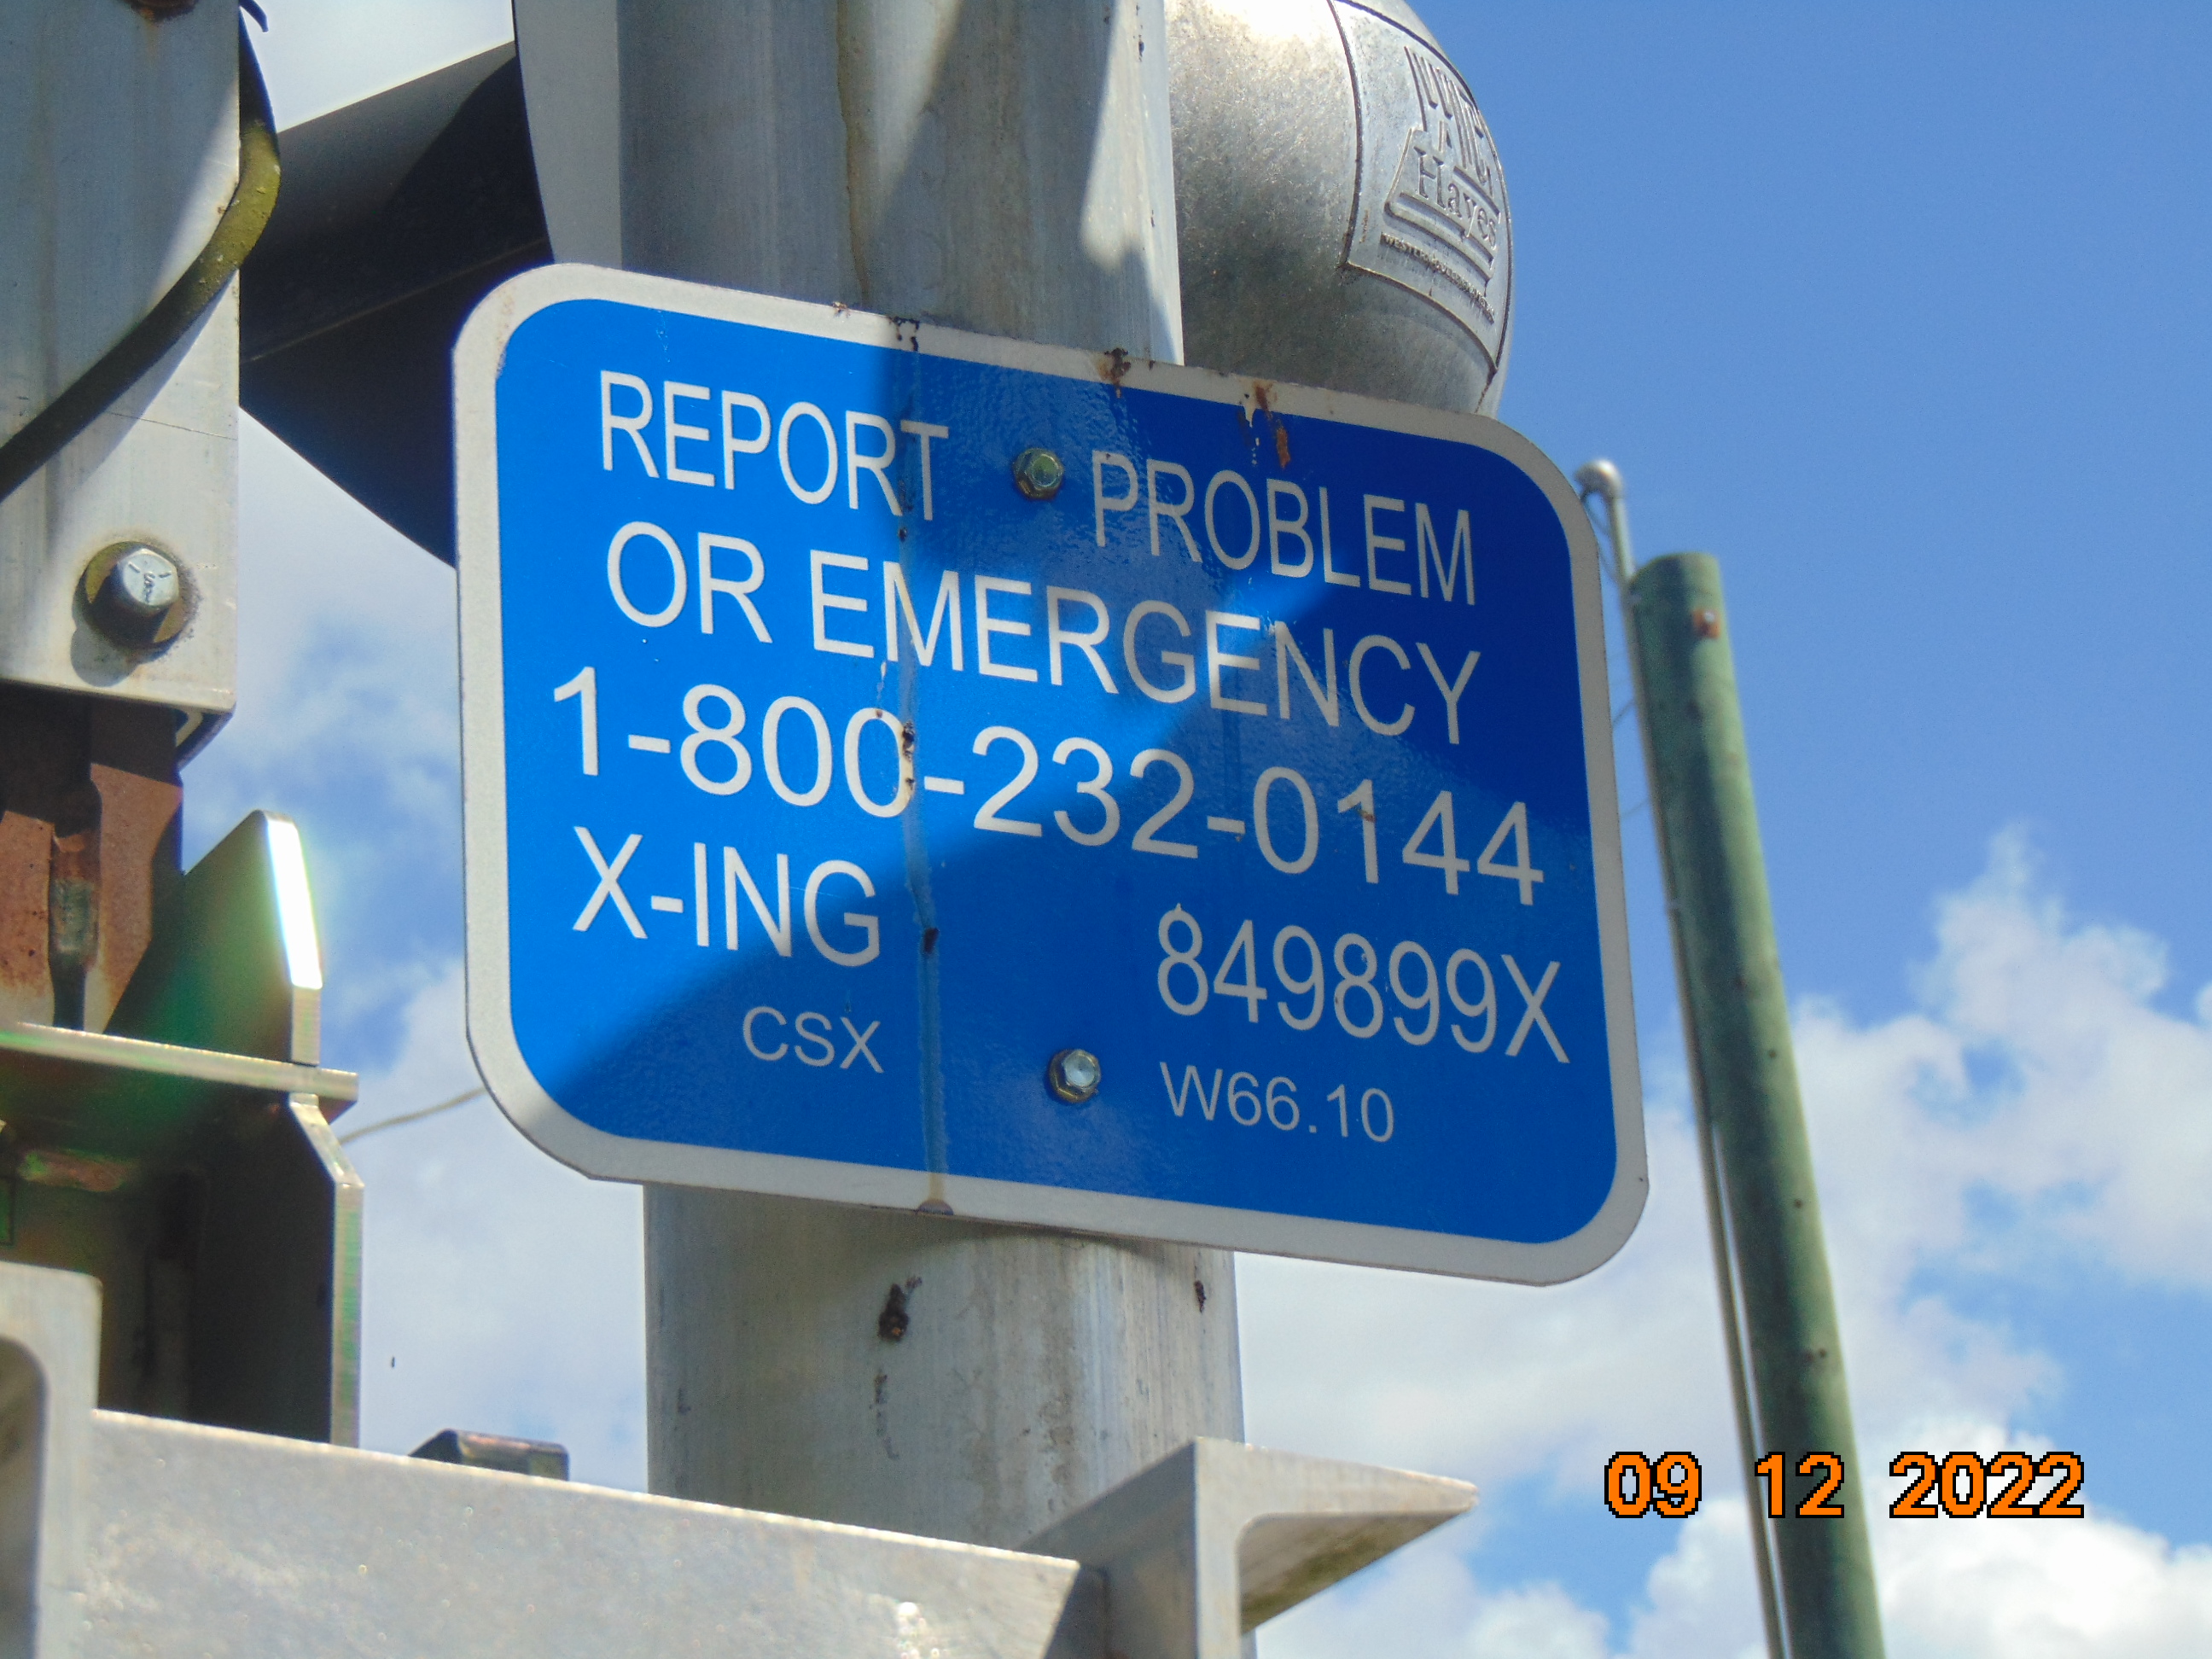 Hayes
REPORT PROBLEM
OR EMERGENCY
1-800-232-0144
X-ING 849899X
CSX W66.10
09 12 2022